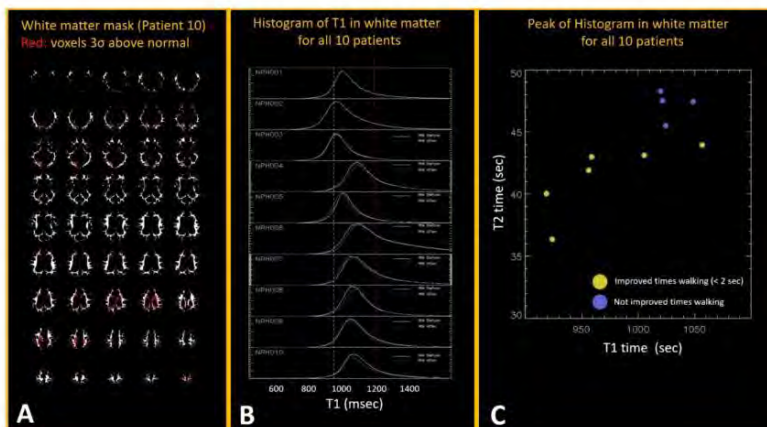 White matter mask (Patient 10)
Red: voxels 3σ above normal
A
Histogram of T1 in white matter
for all 10 patients
NPH001
NPH002
NPH003
NPH004
NPH005
NPH006
NPH007
NPH008
NPH009
NPH010
600 800 1000 1200 1400
T1 (msec)
B
Peak of Histogram in white matter
for all 10 patients
50
45
40
35
30
T2 time (sec)
Improved times walking (< 2 sec)
Not improved times walking
950 1000 1050
T1 time (sec)
C